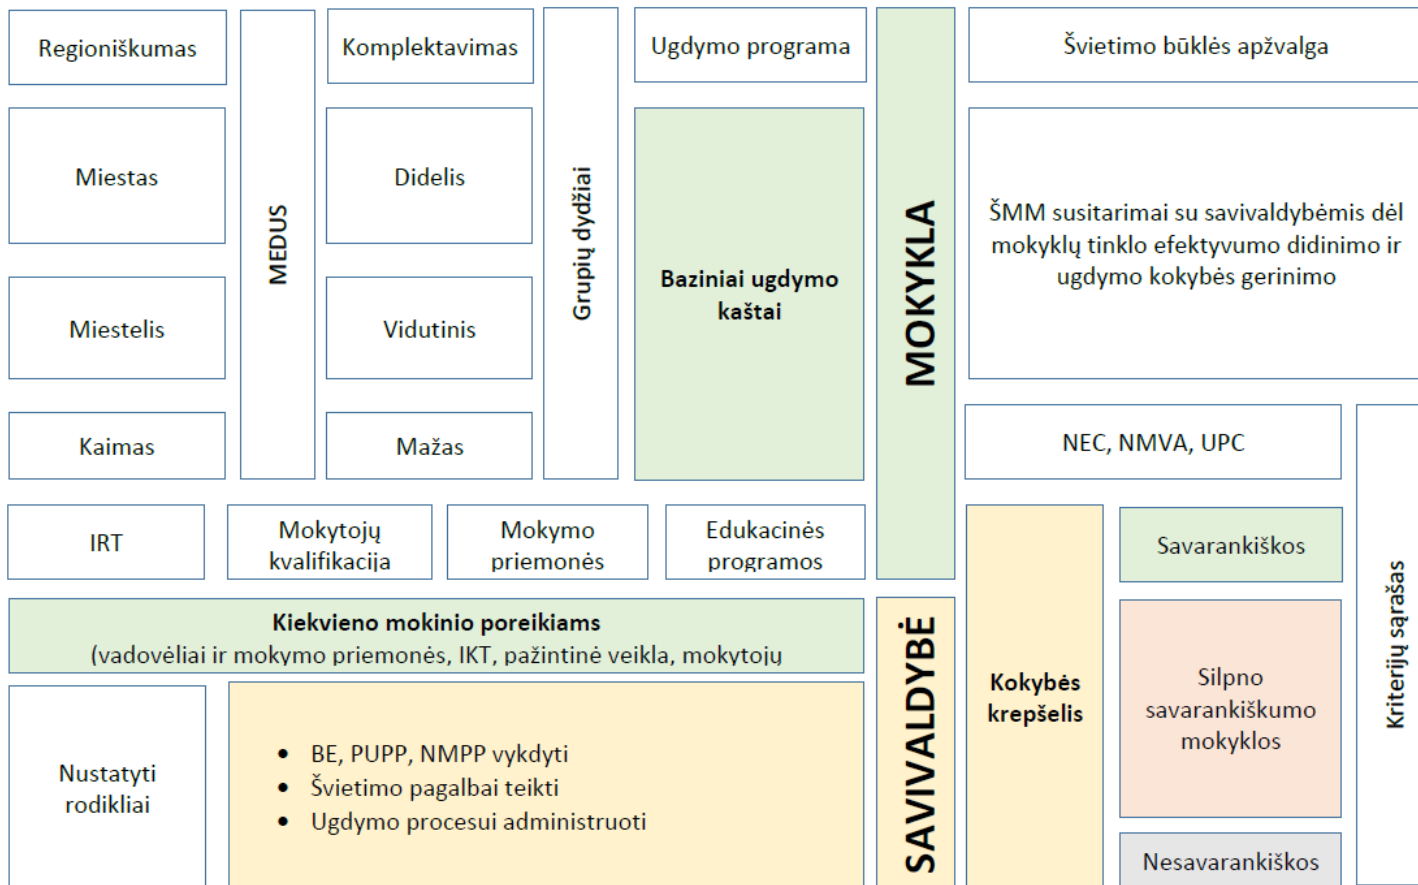 Regioniškumas
Komplektavimas
Ugdymo programa
Švietimo būklės apžvalga
Miestas
MEDUS
Didelis
Grupių dydžiai
Baziniai ugdymo
kaštai
MOKYKLA
ŠMM susitarimai su savivaldybėmis dėl
mokyklų tinklo efektyvumo didinimo ir
ugdymo kokybės gerinimo
Miestelis
Vidutinis
Kaimas
Mažas
NEC, NMVA, UPC
IRT
Mokytojų
kvalifikacija
Mokymo
priemonės
Edukacinės
programos
Savarankiškos
Kriterijų sąrašas
Kiekvieno mokinio poreikiams
(vadovėliai ir mokymo priemonės, IKT, pažintinė veikla, mokytojų
SAVIVALDYBĖ
Kokybės
krepšelis
Silpno
savarankiškumo
mokyklos
Nustatyti
rodikliai
• BE, PUPP, NMPP vykdyti
• Švietimo pagalbai teikti
• Ugdymo procesui administruoti
Nesavarankiškos